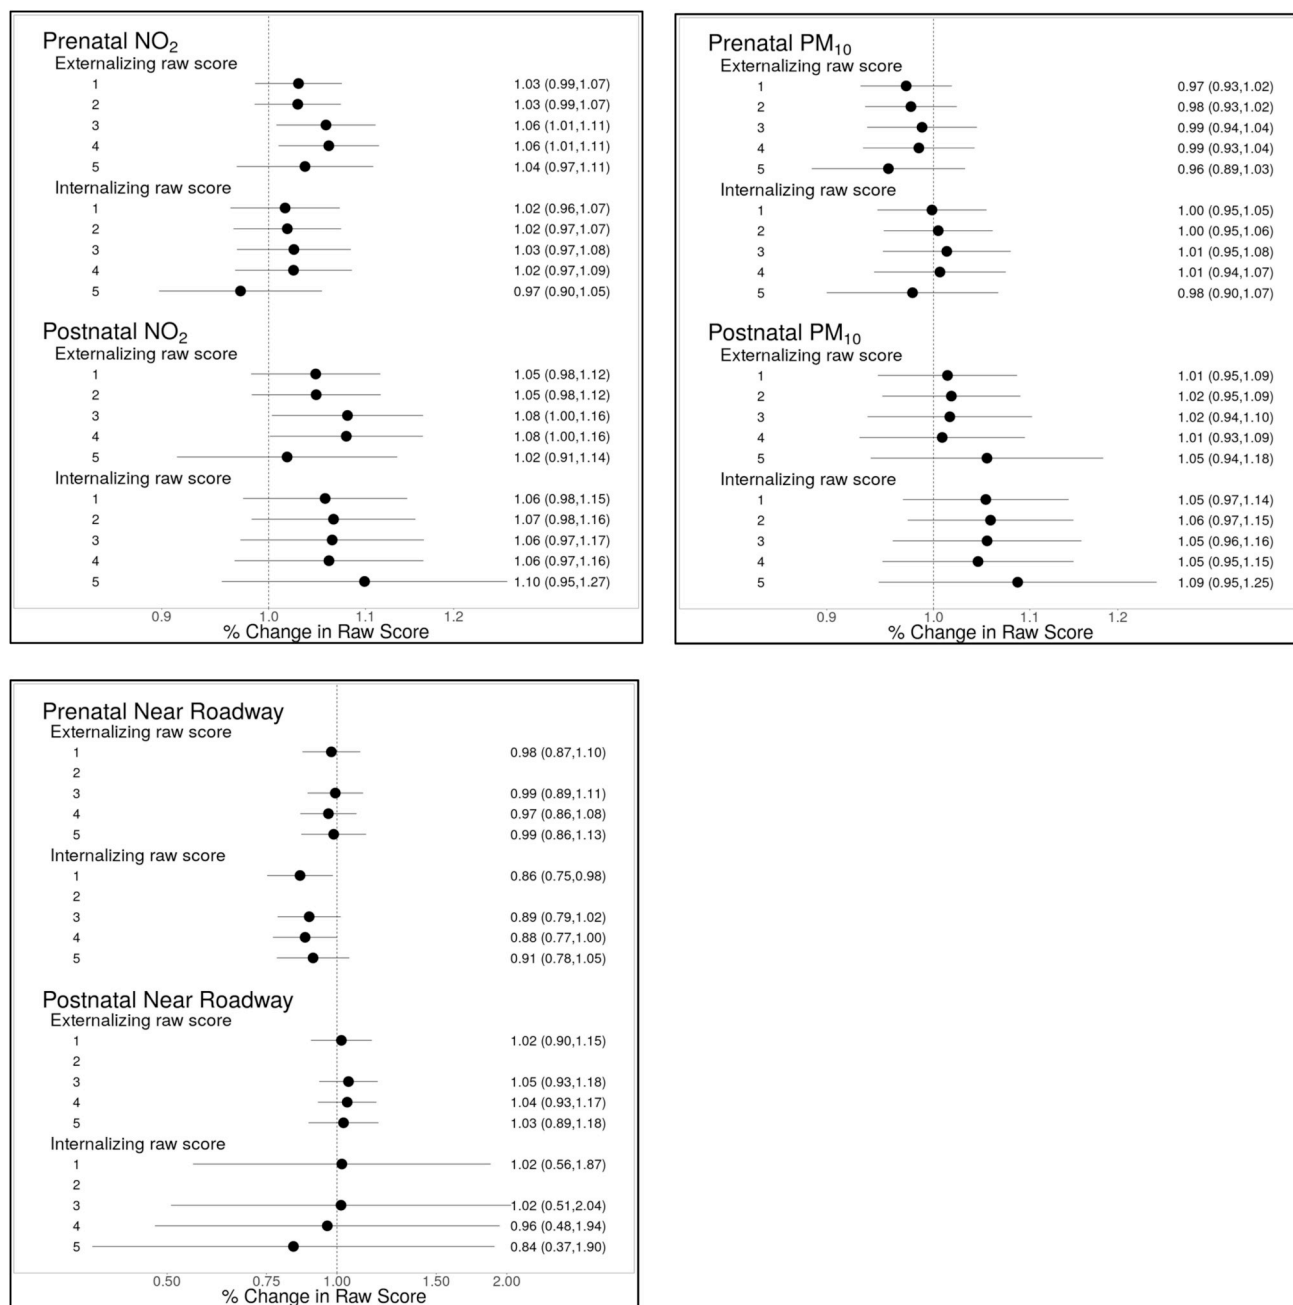 Prenatal NO₂
Externalizing raw score
1 1.03 (0.99,1.07)
2 1.03 (0.99,1.07)
3 1.06 (1.01,1.11)
4 1.06 (1.01,1.11)
5 1.04 (0.97,1.11)
Internalizing raw score
1 1.02 (0.96,1.07)
2 1.02 (0.97,1.07)
3 1.03 (0.97,1.08)
4 1.02 (0.97,1.09)
5 0.97 (0.90,1.05)
Postnatal NO₂
Externalizing raw score
1 1.05 (0.98,1.12)
2 1.05 (0.98,1.12)
3 1.08 (1.00,1.16)
4 1.08 (1.00,1.16)
5 1.02 (0.91,1.14)
Internalizing raw score
1 1.06 (0.98,1.15)
2 1.07 (0.98,1.16)
3 1.06 (0.97,1.17)
4 1.06 (0.97,1.16)
5 1.10 (0.95,1.27)
0.9 1.0 1.1 1.2
% Change in Raw Score
Prenatal PM₁₀
Externalizing raw score
1 0.97 (0.93,1.02)
2 0.98 (0.93,1.02)
3 0.99 (0.94,1.04)
4 0.99 (0.93,1.04)
5 0.96 (0.89,1.03)
Internalizing raw score
1 1.00 (0.95,1.05)
2 1.00 (0.95,1.06)
3 1.01 (0.95,1.08)
4 1.01 (0.94,1.07)
5 0.98 (0.90,1.07)
Postnatal PM₁₀
Externalizing raw score
1 1.01 (0.95,1.09)
2 1.02 (0.95,1.09)
3 1.02 (0.94,1.10)
4 1.01 (0.93,1.09)
5 1.05 (0.94,1.18)
Internalizing raw score
1 1.05 (0.97,1.14)
2 1.06 (0.97,1.15)
3 1.05 (0.96,1.16)
4 1.05 (0.95,1.15)
5 1.09 (0.95,1.25)
0.9 1.0 1.1 1.2
% Change in Raw Score
Prenatal Near Roadway
Externalizing raw score
1 0.98 (0.87,1.10)
2
3 0.99 (0.89,1.11)
4 0.97 (0.86,1.08)
5 0.99 (0.86,1.13)
Internalizing raw score
1 0.86 (0.75,0.98)
2
3 0.89 (0.79,1.02)
4 0.88 (0.77,1.00)
5 0.91 (0.78,1.05)
Postnatal Near Roadway
Externalizing raw score
1 1.02 (0.90,1.15)
2
3 1.05 (0.93,1.18)
4 1.04 (0.93,1.17)
5 1.03 (0.89,1.18)
Internalizing raw score
1 1.02 (0.56,1.87)
2
3 1.02 (0.51,2.04)
4 0.96 (0.48,1.94)
5 0.84 (0.37,1.90)
0.50 0.75 1.00 1.50 2.00
% Change in Raw Score